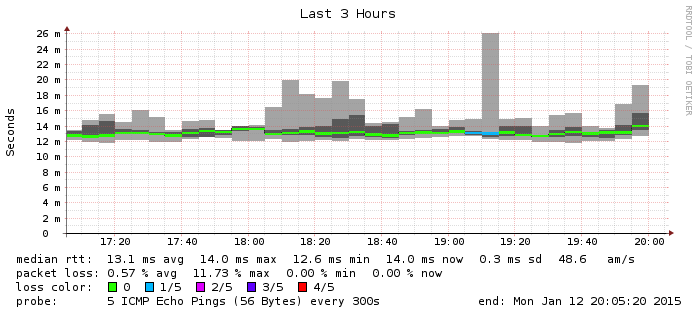 Last 3 Hours
RRDTOOL / TOBI OETIKER
Seconds
26 m
24 m
22 m
20 m
18 m
16 m
14 m
12 m
10 m
8 m
6 m
4 m
2 m
0
17:20 17:40 18:00 18:20 18:40 19:00 19:20 19:40 20:00
median rtt: 13.1 ms avg 14.0 ms max 12.6 ms min 14.0 ms now 0.3 ms sd 48.6 am/s
packet loss: 0.57 % avg 11.73 % max 0.00 % min 0.00 % now
loss color: 0 1/5 2/5 3/5 4/5
probe: 5 ICMP Echo Pings (56 Bytes) every 300s end: Mon Jan 12 20:05:20 2015